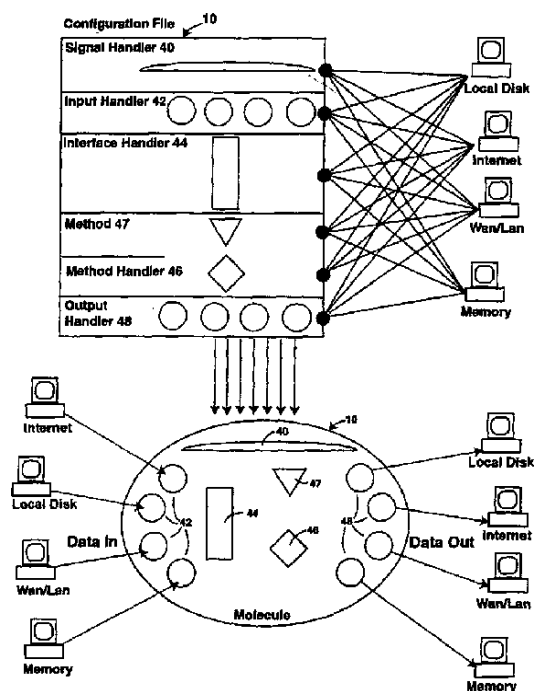 Configuration File
10
Signal Handler 40
Input Handler 42
Interface Handler 44
Method 47
Method Handler 46
Output
Handler 48
Local Disk
Internet
Wan/Lan
Memory
10
40
Internet
Local Disk
Data In
Wan/Lan
Memory
42
44
47
46
48
Molecule
Local Disk
Internet
Data Out
Wan/Lan
Memory